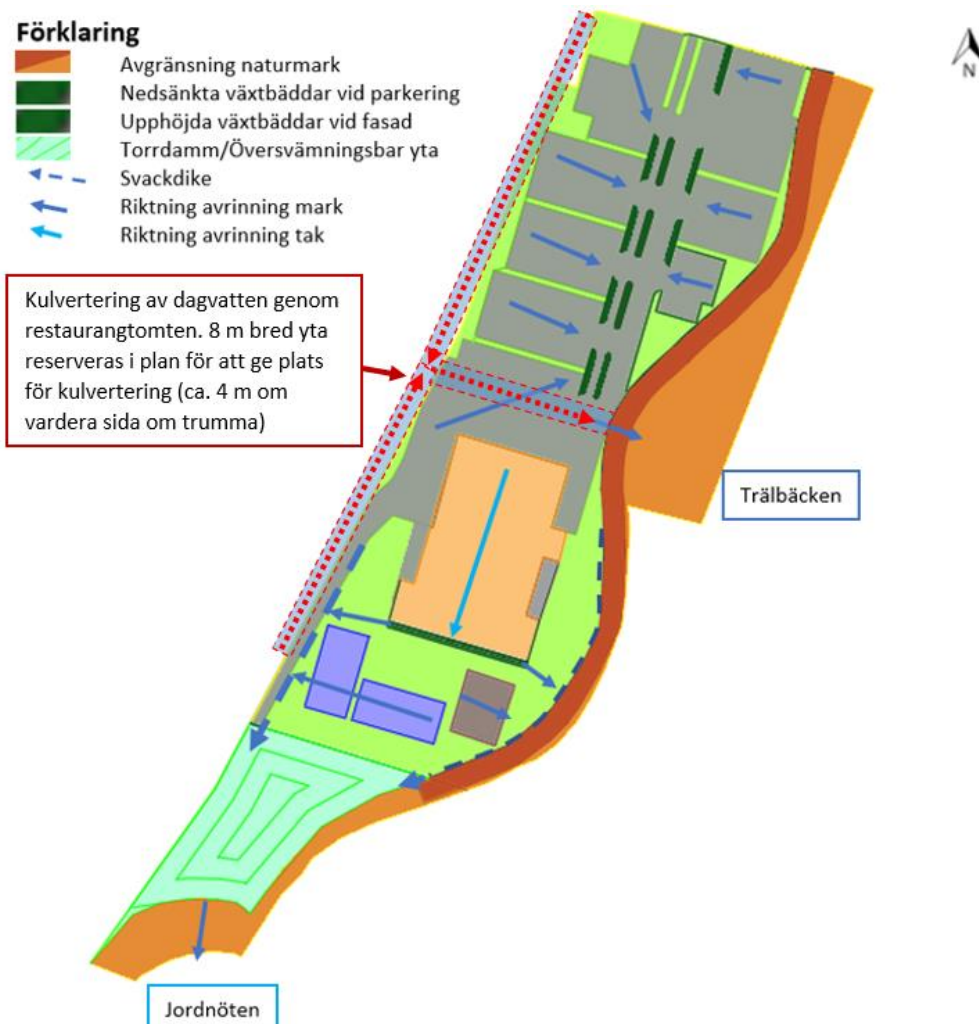 Förklaring
Avgränsning naturmark
Nedsänkta växtbäddar vid parkering
Upphöjda växtbäddar vid fasad
Torrdamm/Översvämningsbar yta
Svackdike
Riktning avrinning mark
Riktning avrinning tak
N
Kulvertering av dagvatten genom
restaurangtomten. 8 m bred yta
reserveras i plan för att ge plats
för kulvertering (ca. 4 m om
vardera sida om trumma)
Trälbäcken
Jordnöten